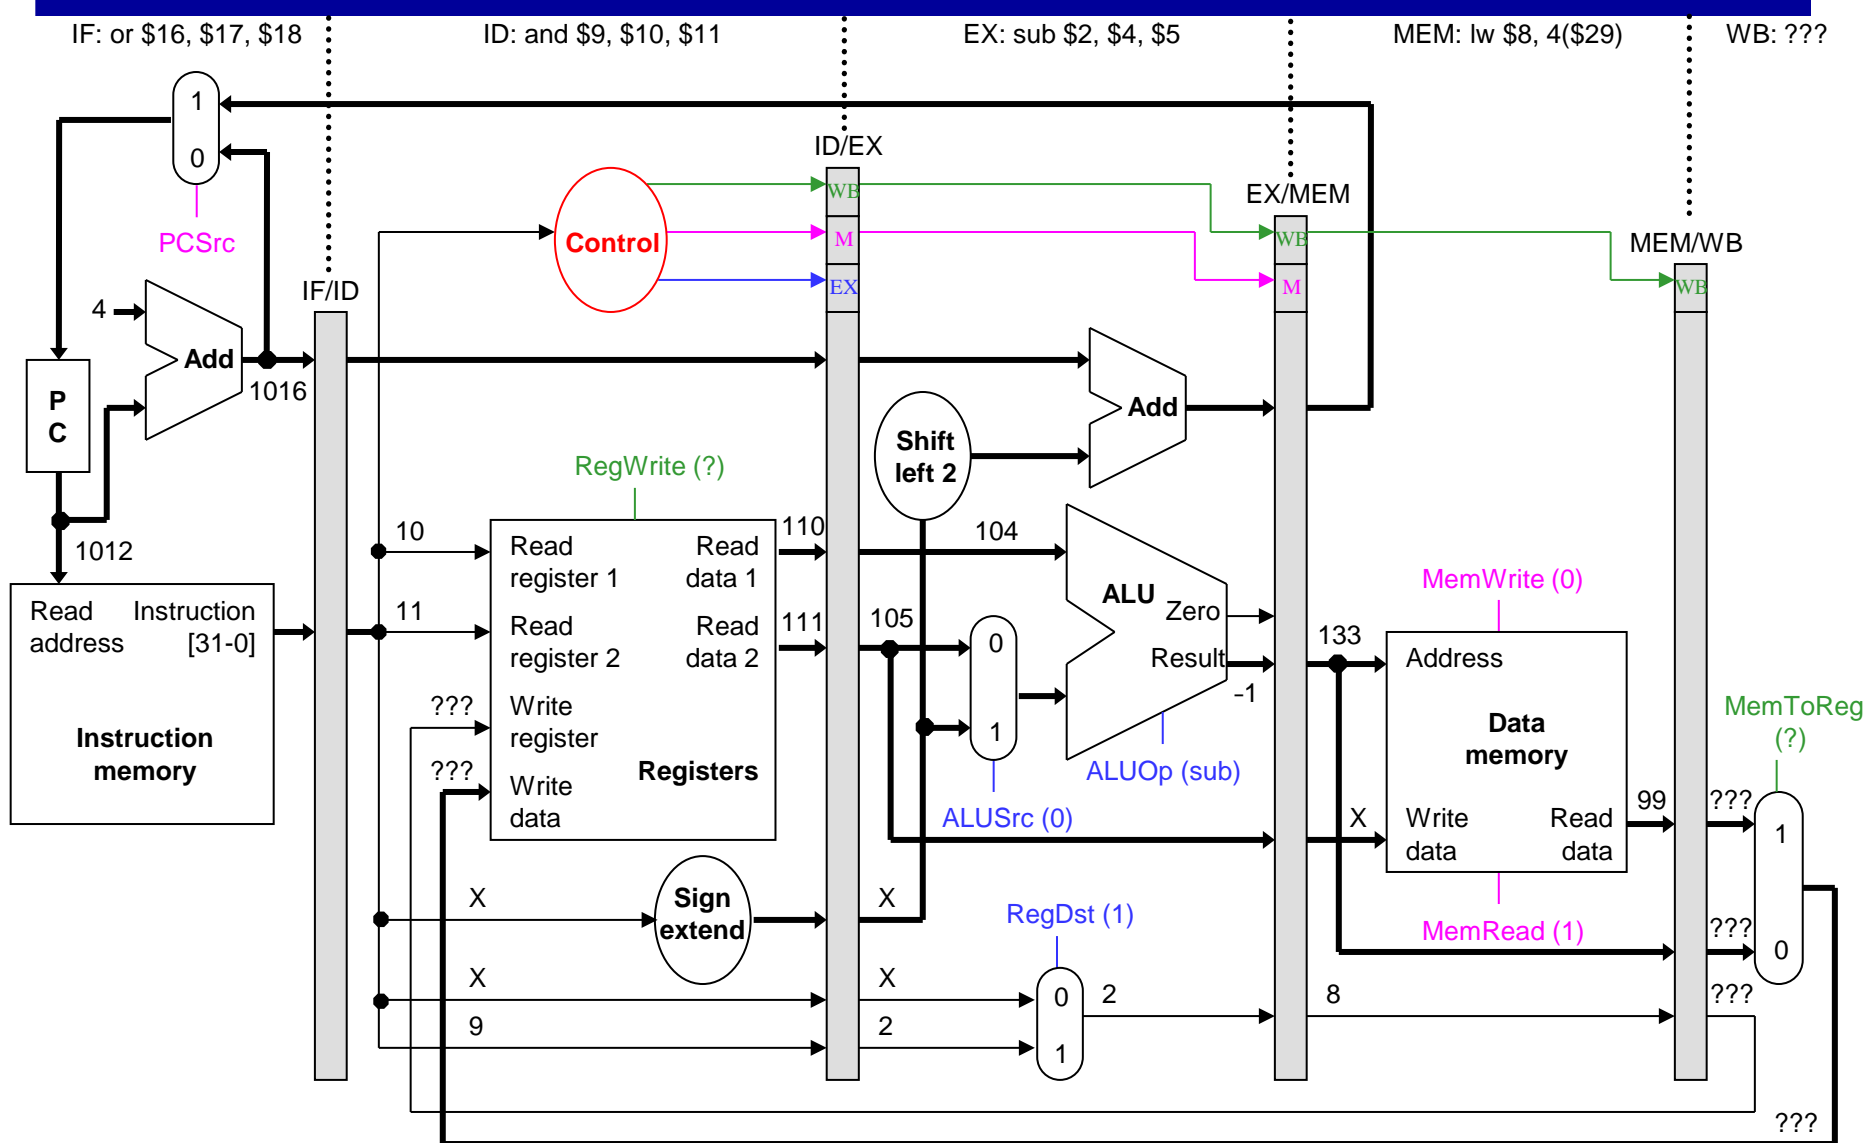 IF: or $16, $17, $18
ID: and $9, $10, $11
EX: sub $2, $4, $5
MEM: lw $8, 4($29)
WB: ???
1
0
PCSrc
4
Add
1016
P
C
1012
Read
address
Instruction
[31-0]
Instruction
memory
IF/ID
Control
RegWrite (?)
10
11
???
???
Read
register 1
Read
data 1
Read
register 2
Read
data 2
Write
register
Write
data
Registers
110
111
X
Sign
extend
X
9
ID/EX
WB
M
EX
Shift
left 2
Add
104
105
0
1
ALUSrc (0)
ALU
Zero
Result
-1
ALUOp (sub)
X
RegDst (1)
X
2
0
1
2
EX/MEM
WB
M
133
MemWrite (0)
Address
Data
memory
X
Write
data
Read
data
MemRead (1)
99
8
MEM/WB
WB
MemToReg
(?)
???
1
???
0
???
???